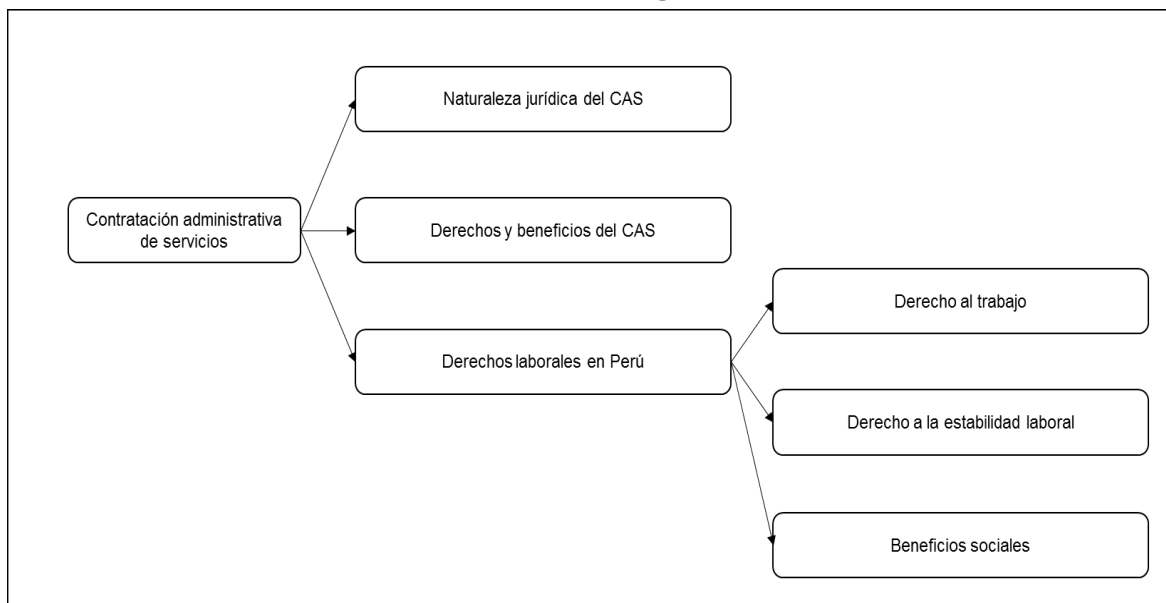 Naturaleza jurídica del CAS
Contratación administrativa
de servicios
Derechos y beneficios del CAS
Derechos laborales en Perú
Derecho al trabajo
Derecho a la estabilidad laboral
Beneficios sociales